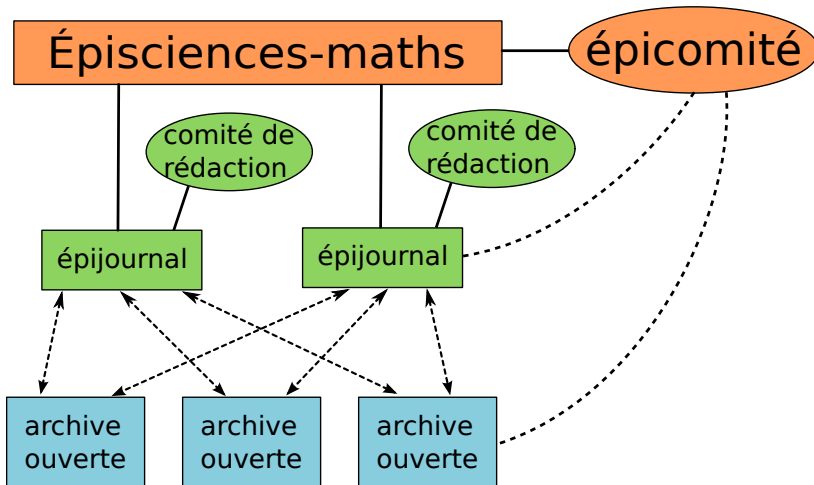 Épisciences-maths
épicomité
comité de
rédaction
comité de
rédaction
épijournal
épijournal
archive
ouverte
archive
ouverte
archive
ouverte